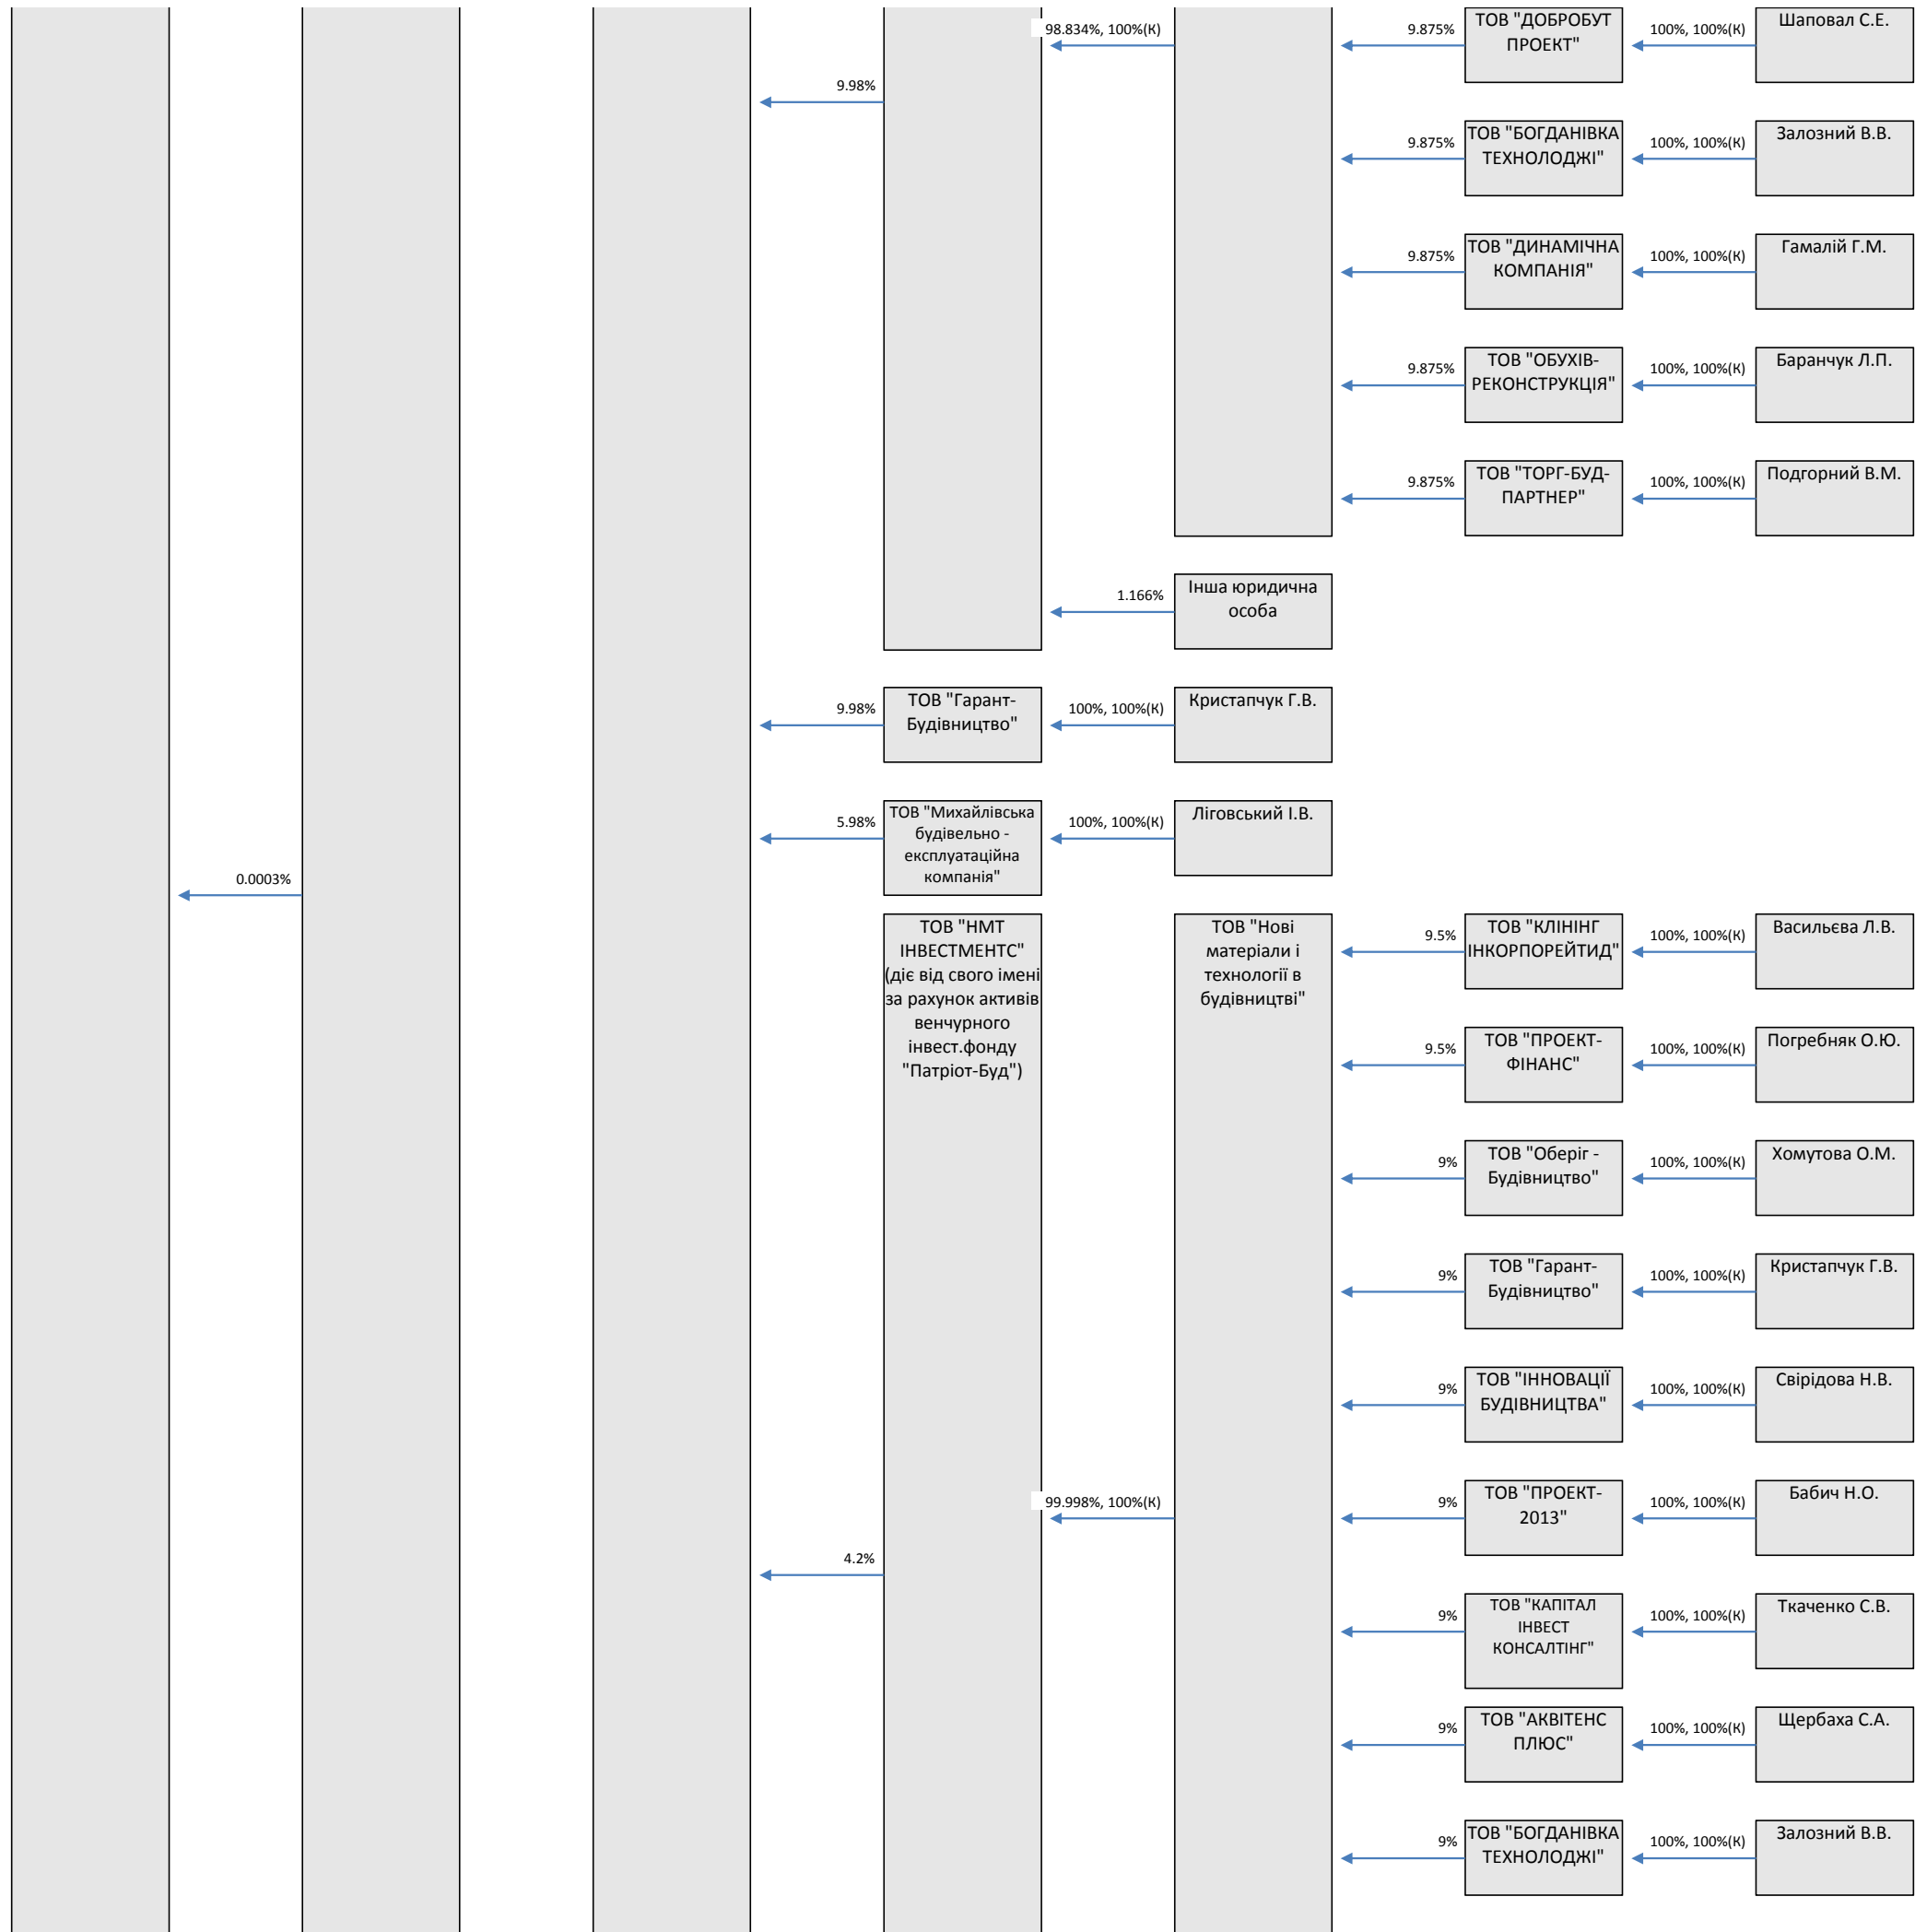 98.834%, 100%(К)
9.875%
ТОВ "ДОБРОБУТ
ПРОЕКТ"
100%, 100%(К)
Шаповал С.Е.
9.98%
9.875%
ТОВ "БОГДАНІВКА
ТЕХНОЛОДЖІ"
100%, 100%(К)
Залозний В.В.
9.875%
ТОВ "ДИНАМІЧНА
КОМПАНІЯ"
100%, 100%(К)
Гамалій Г.М.
9.875%
ТОВ "ОБУХІВ-
РЕКОНСТРУКЦІЯ"
100%, 100%(К)
Баранчук Л.П.
9.875%
ТОВ "ТОРГ-БУД-
ПАРТНЕР"
100%, 100%(К)
Подгорний В.М.
1.166%
Інша юридична
особа
9.98%
ТОВ "Гарант-
Будівництво"
100%, 100%(К)
Кристапчук Г.В.
5.98%
ТОВ "Михайлівська
будівельно -
експлуатаційна
компанія"
100%, 100%(К)
Ліговський І.В.
0.0003%
ТОВ "НМТ
ІНВЕСТМЕНТС"
(діє від свого імені
за рахунок активів
венчурного
інвест.фонду
"Патріот-Буд")
ТОВ "Нові
матеріали і
технології в
будівництві"
9.5%
ТОВ "КЛІНІНГ
ІНКОРПОРЕЙТИД"
100%, 100%(К)
Васильєва Л.В.
9.5%
ТОВ "ПРОЕКТ-
ФІНАНС"
100%, 100%(К)
Погребняк О.Ю.
9%
ТОВ "Оберіг -
Будівництво"
100%, 100%(К)
Хомутова О.М.
9%
ТОВ "Гарант-
Будівництво"
100%, 100%(К)
Кристапчук Г.В.
9%
ТОВ "ІННОВАЦІЇ
БУДІВНИЦТВА"
100%, 100%(К)
Свірідова Н.В.
99.998%, 100%(К)
9%
ТОВ "ПРОЕКТ-
2013"
100%, 100%(К)
Бабич Н.О.
4.2%
9%
ТОВ "КАПІТАЛ
ІНВЕСТ
КОНСАЛТІНГ"
100%, 100%(К)
Ткаченко С.В.
9%
ТОВ "АКВІТЕНС
ПЛЮС"
100%, 100%(К)
Щербаха С.А.
9%
ТОВ "БОГДАНІВКА
ТЕХНОЛОДЖІ"
100%, 100%(К)
Залозний В.В.